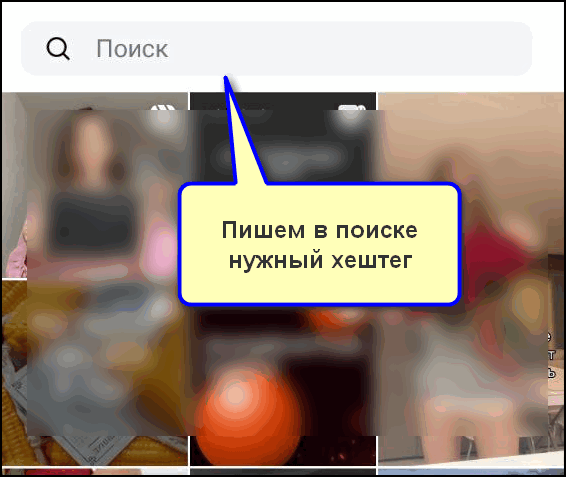 Поиск
Пишем в поиске
нужный хештег